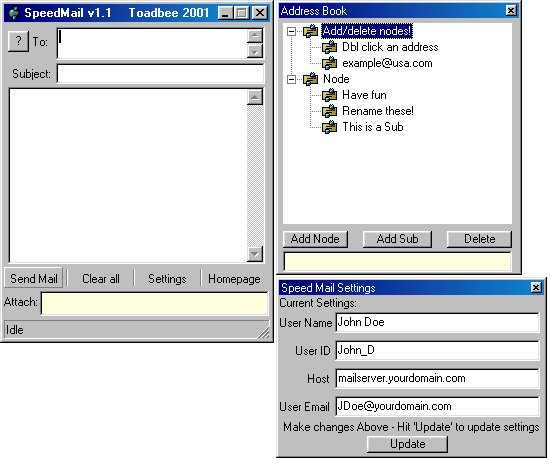 SpeedMail v1.1 Toadbee 2001
? To:
Subject:
Send Mail Clear all Settings Homepage
Attach:
Idle
Address Book
Add/delete nodes!
Dbl click an address
example@usa.com
Node
Have fun
Rename these!
This is a Sub
Add Node Add Sub Delete
Speed Mail Settings
Current Settings:
User Name John Doe
User ID John_D
Host mailserver.yourdomain.com
User Email JDoe@yourdomain.com
Make changes Above - Hit 'Update' to update settings
Update